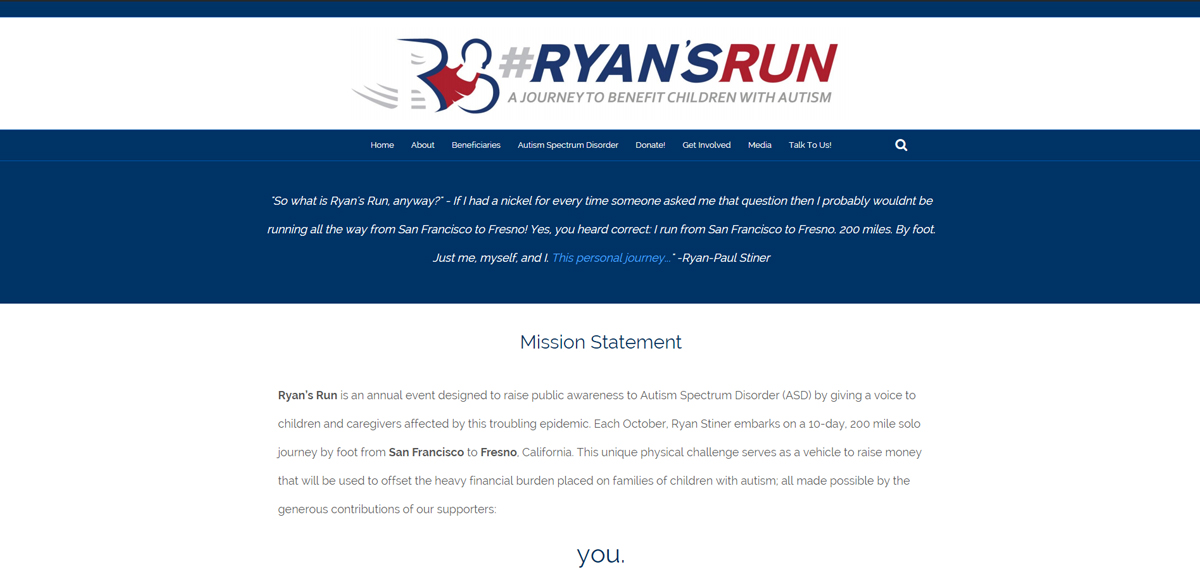 #RYAN'SRUN
A JOURNEY TO BENEFIT CHILDREN WITH AUTISM
Home About Beneficiaries Autism Spectrum Disorder Donate! Get Involved Media Talk To Us!
"So what is Ryan's Run, anyway?" - If I had a nickel for every time someone asked me that question then I probably wouldnt be
running all the way from San Francisco to Fresno! Yes, you heard correct: I run from San Francisco to Fresno. 200 miles. By foot.
Just me, myself, and I. This personal journey..." -Ryan-Paul Stiner
Mission Statement
Ryan's Run is an annual event designed to raise public awareness to Autism Spectrum Disorder (ASD) by giving a voice to
children and caregivers affected by this troubling epidemic. Each October, Ryan Stiner embarks on a 10-day, 200 mile solo
journey by foot from San Francisco to Fresno, California. This unique physical challenge serves as a vehicle to raise money
that will be used to offset the heavy financial burden placed on families of children with autism; all made possible by the
generous contributions of our supporters:
you.